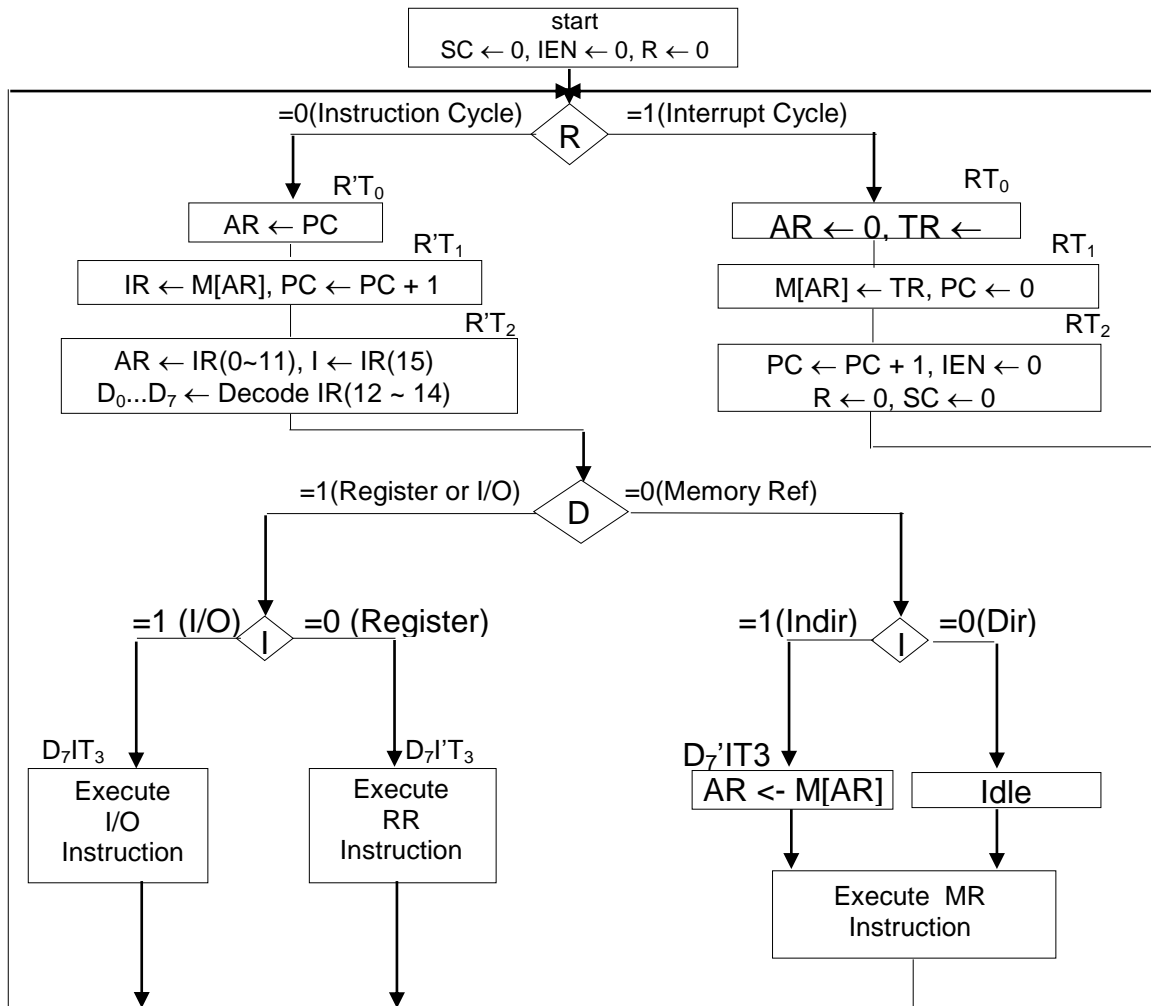 start
SC ← 0, IEN ← 0, R ← 0
=0(Instruction Cycle)
R
=1(Interrupt Cycle)
R'T₀
AR ← PC
R'T₁
IR ← M[AR], PC ← PC + 1
R'T₂
AR ← IR(0~11), I ← IR(15)
D₀...D₇ ← Decode IR(12 ~ 14)
RT₀
AR ← 0, TR ←
RT₁
M[AR] ← TR, PC ← 0
RT₂
PC ← PC + 1, IEN ← 0
R ← 0, SC ← 0
=1(Register or I/O)
D
=0(Memory Ref)
=1 (I/O)
I
=0 (Register)
=1(Indir)
I
=0(Dir)
D₇IT₃
Execute
I/O
Instruction
D₇I'T₃
Execute
RR
Instruction
D₇'IT3
AR <- M[AR]
Idle
Execute MR
Instruction